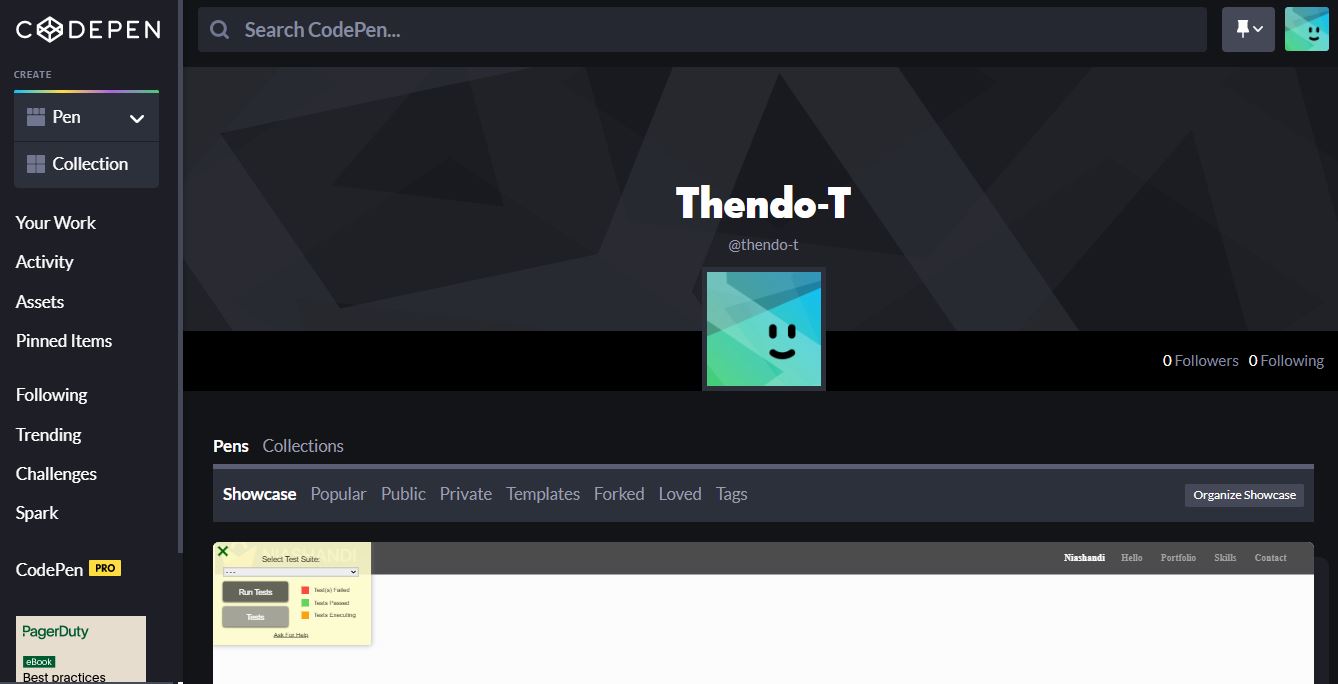 CODEPEN
Search CodePen...
CREATE
Pen
Collection
Your Work
Activity
Assets
Pinned Items
Following
Trending
Challenges
Spark
CodePen PRO
PagerDuty
eBook
Best practices
Thendo-T
@thendo-t
0 Followers 0 Following
Pens Collections
Showcase Popular Public Private Templates Forked Loved Tags
Organize Showcase
NIASHANDI
Niashandi Hello Portfolio Skills Contact
Select Test Suite:
---
Run Tests
Tests
Test(s) Failed
Tests Passed
Tests Executing
Ask For Help